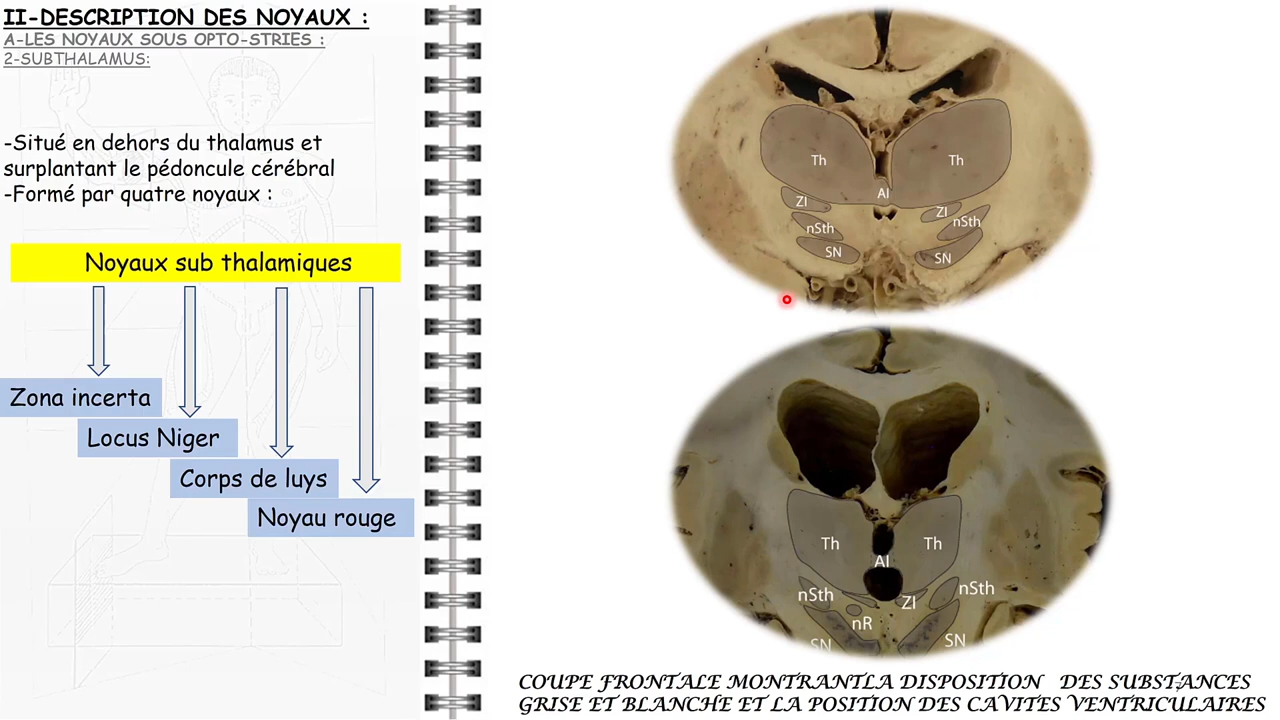 II-DESCRIPTION DES NOYAUX :
A-LES NOYAUX SOUS OPTO-STRIES :
2-SUBTHALAMUS:
-Situé en dehors du thalamus et
surplantant le pédoncule cérébral
-Formé par quatre noyaux :
Noyaux sub thalamiques
Zona incerta
Locus Niger
Corps de luys
Noyau rouge
Th
Th
AI
ZI
ZI
nSth
nSth
SN
SN
Th
Th
AI
nSth
nSth
ZI
nR
SN
SN
COUPE FRONTALE MONTRANTLA DISPOSITION DES SUBSTANCES
GRISE ET BLANCHE ET LA POSITION DES CAVITES VENTRICULAIRES